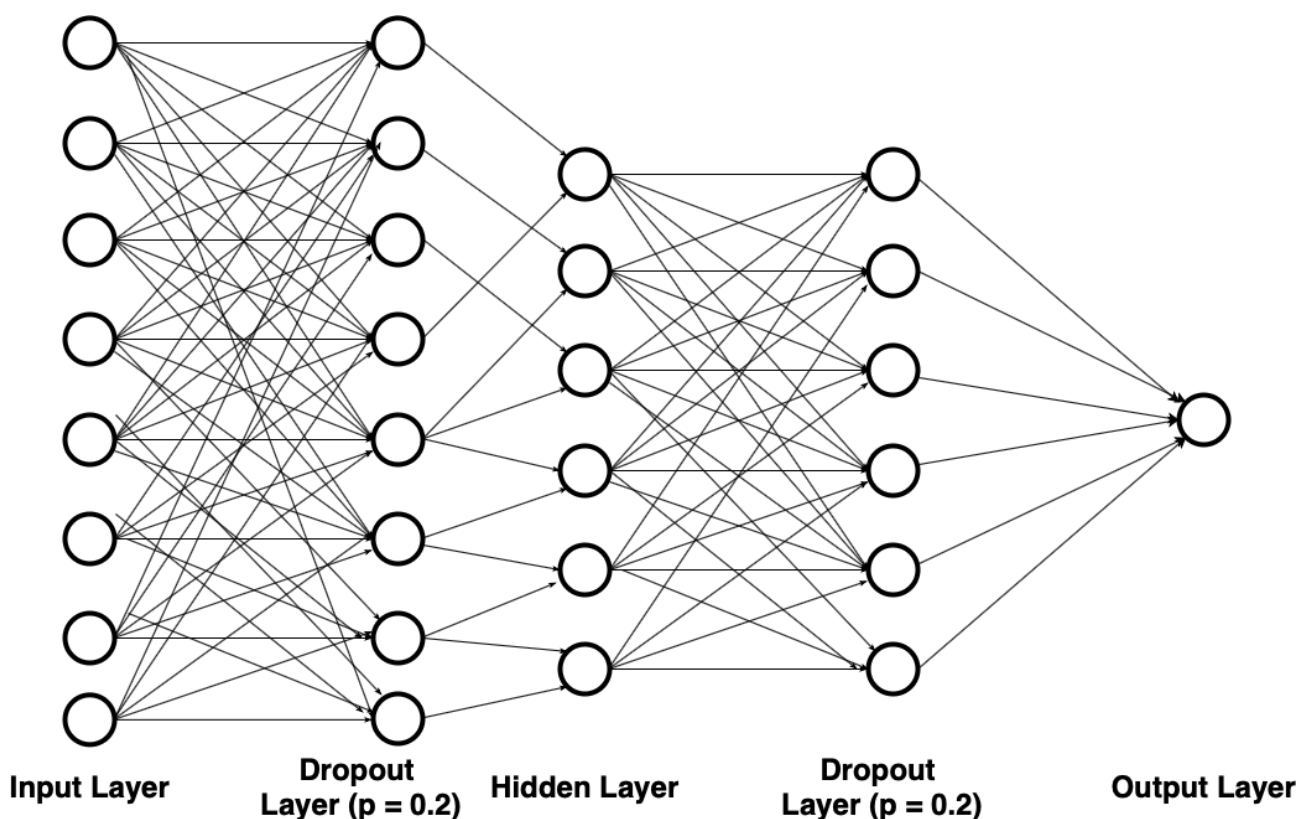 Input Layer
Dropout
Layer (p = 0.2)
Hidden Layer
Dropout
Layer (p = 0.2)
Output Layer